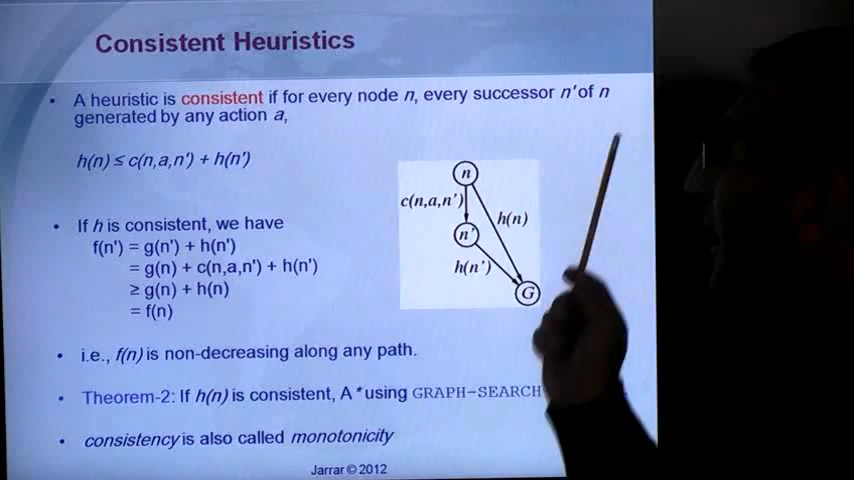 Consistent Heuristics
• A heuristic is consistent if for every node n, every successor n' of n
generated by any action a,
h(n) ≤ c(n,a,n') + h(n')
• If h is consistent, we have
f(n') = g(n') + h(n')
= g(n) + c(n,a,n') + h(n')
≥ g(n) + h(n)
= f(n)
n
c(n,a,n')
h(n)
n'
h(n')
G
• i.e., f(n) is non-decreasing along any path.
• Theorem-2: If h(n) is consistent, A* using GRAPH-SEARCH
• consistency is also called monotonicity
Jarrar © 2012